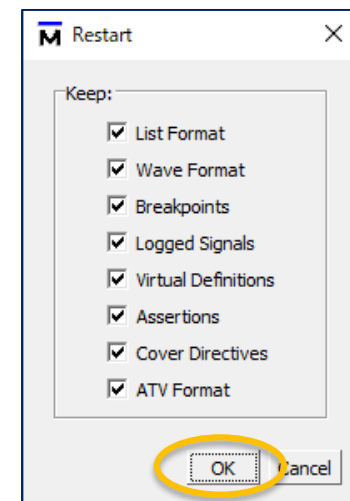 Restart
Keep:
List Format
Wave Format
Breakpoints
Logged Signals
Virtual Definitions
Assertions
Cover Directives
ATV Format
OK Cancel